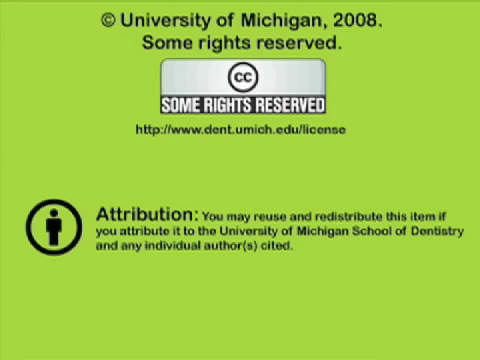 © University of Michigan, 2008.
Some rights reserved.
cc
SOME RIGHTS RESERVED
http://www.dent.umich.edu/license
Attribution: You may reuse and redistribute this item if
you attribute it to the University of Michigan School of Dentistry
and any individual author(s) cited.